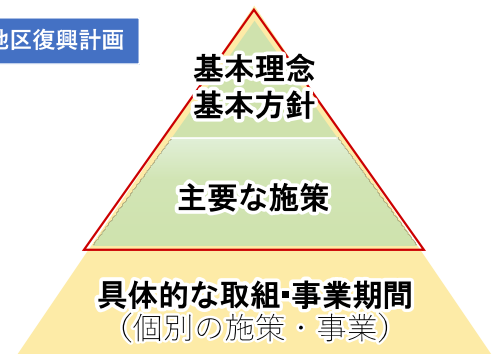 地区復興計画
基本理念
基本方針
主要な施策
具体的な取組・事業期間
（個別の施策・事業）